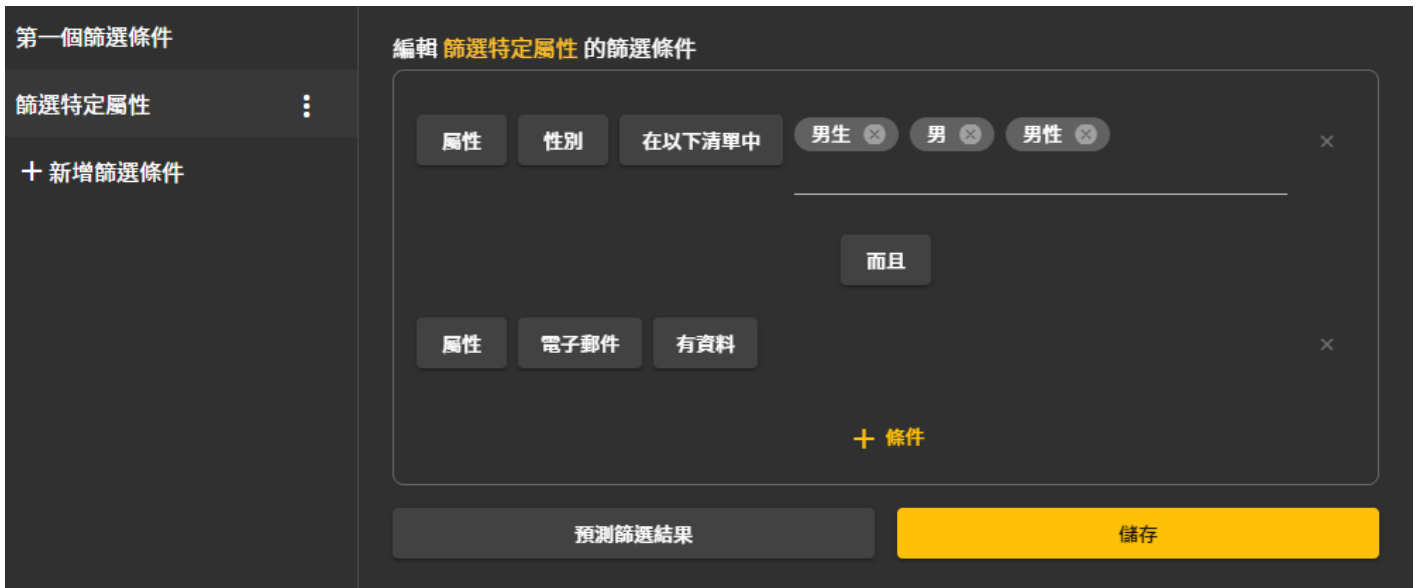 第一個篩選條件
篩選特定屬性
新增篩選條件
編輯 篩選特定屬性 的篩選條件
屬性 性別 在以下清單中 男生 男 男性
而且
屬性 電子郵件 有資料
條件
預測篩選結果 儲存